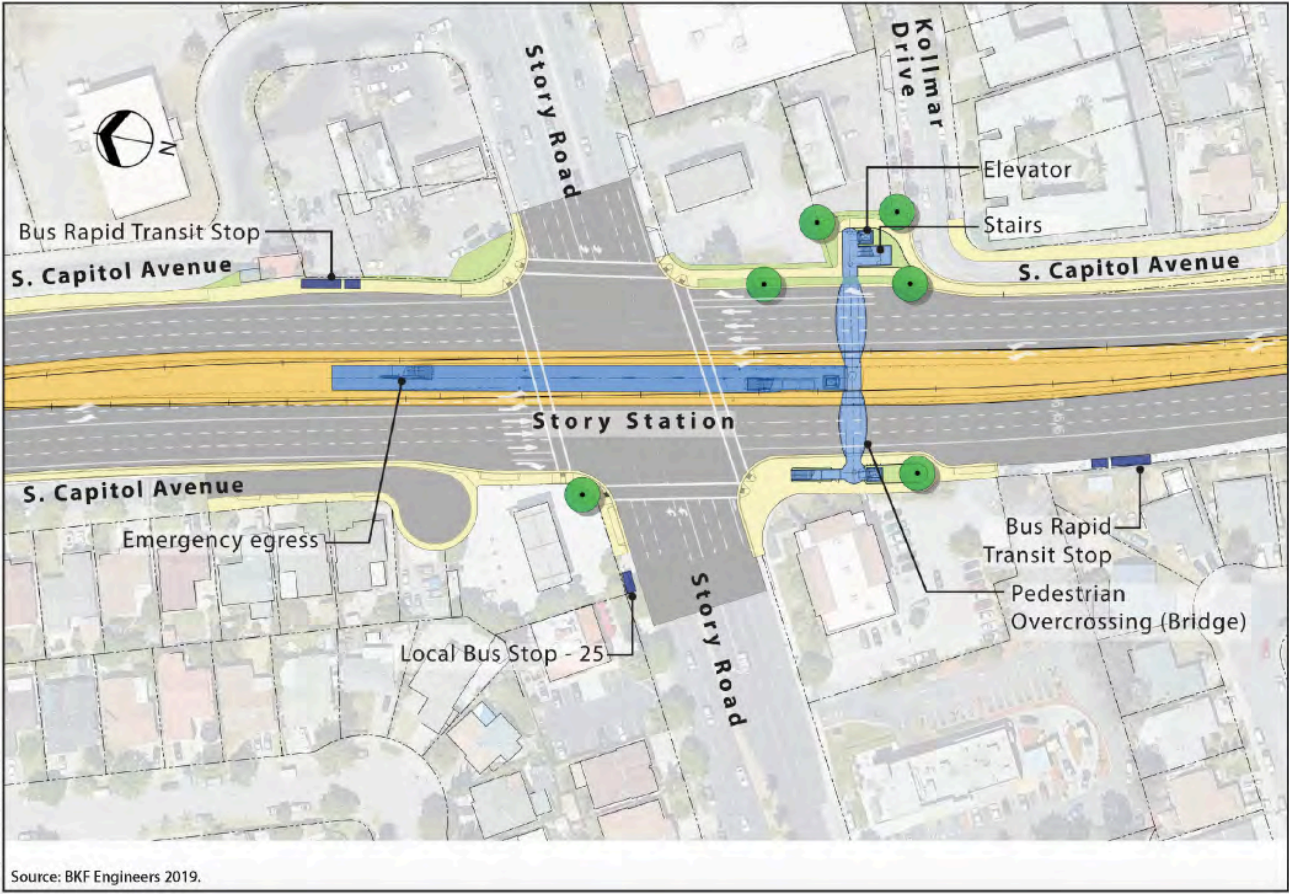 Story Road
Kollmar
Drive
N
Elevator
Bus Rapid Transit Stop
Stairs
S. Capitol Avenue
S. Capitol Avenue
Story Station
S. Capitol Avenue
Emergency egress
Bus Rapid
Transit Stop
Pedestrian
Overcrossing (Bridge)
Local Bus Stop - 25
Story Road
Source: BKF Engineers 2019.